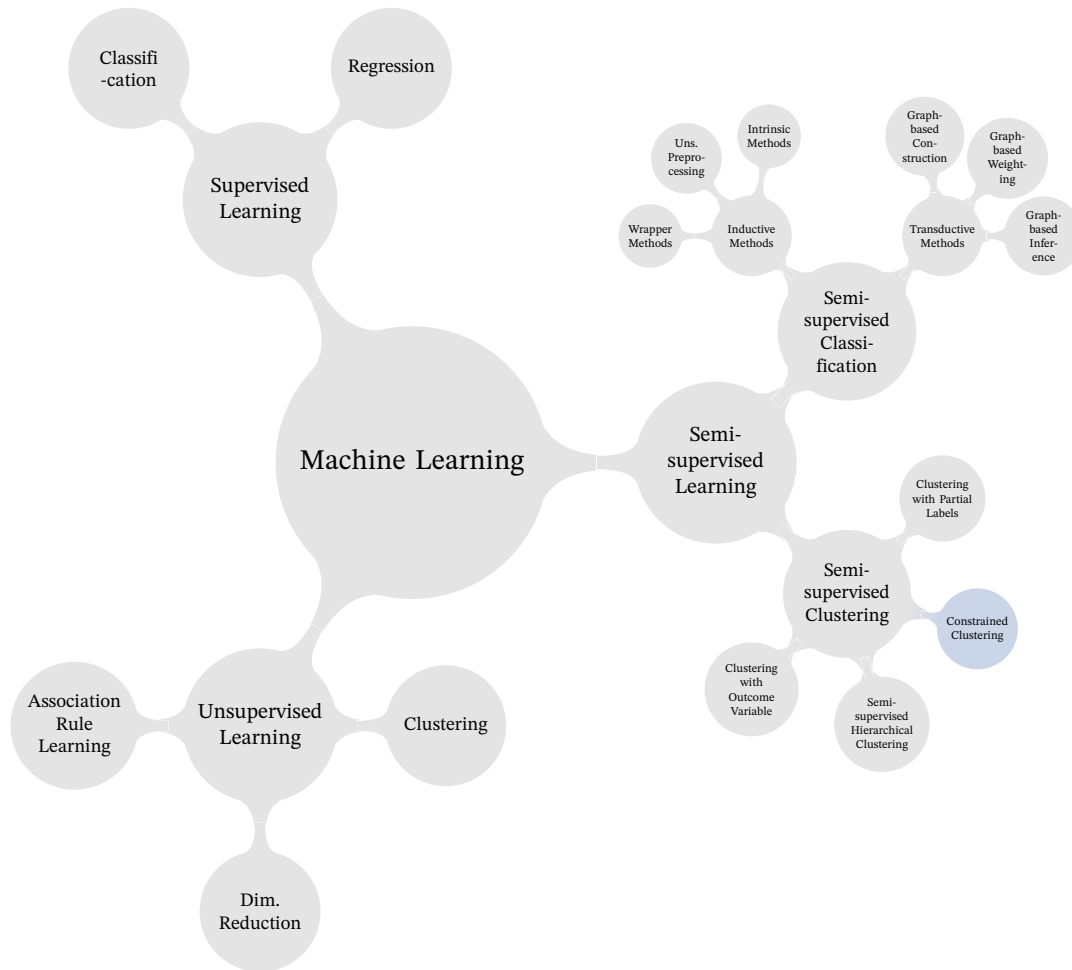 Classifi
-cation
Regression
Supervised
Learning
Machine Learning
Semi-
supervised
Learning
Semi-
supervised
Classi-
fication
Inductive
Methods
Wrapper
Methods
Uns.
Prepro-
cessing
Intrinsic
Methods
Transductive
Methods
Graph-
based
Con-
struction
Graph-
based
Weight-
ing
Graph-
based
Infer-
ence
Semi-
supervised
Clustering
Clustering
with Partial
Labels
Constrained
Clustering
Semi-
supervised
Hierarchical
Clustering
Clustering
with
Outcome
Variable
Unsupervised
Learning
Association
Rule
Learning
Clustering
Dim.
Reduction